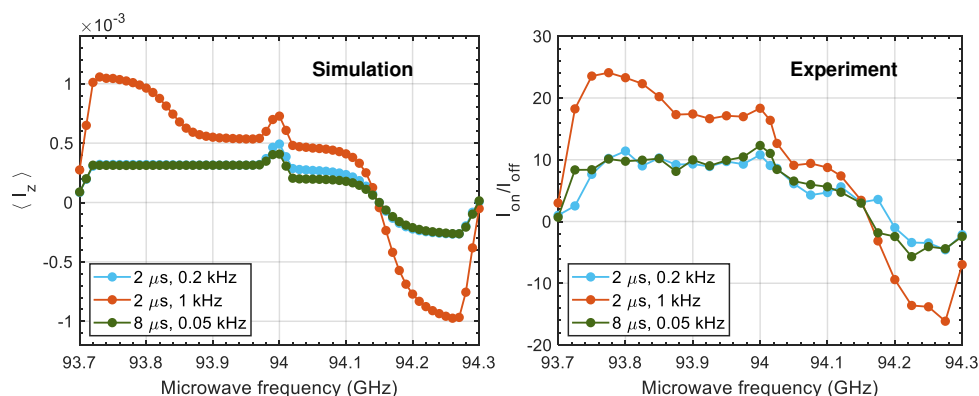 ×10⁻³
Simulation
1
0.5
0
-0.5
-1
⟨ I_z ⟩
2 μs, 0.2 kHz
2 μs, 1 kHz
8 μs, 0.05 kHz
93.7 93.8 93.9 94 94.1 94.2 94.3
Microwave frequency (GHz)
Experiment
30
20
10
0
-10
-20
I_on/I_off
2 μs, 0.2 kHz
2 μs, 1 kHz
8 μs, 0.05 kHz
93.7 93.8 93.9 94 94.1 94.2 94.3
Microwave frequency (GHz)